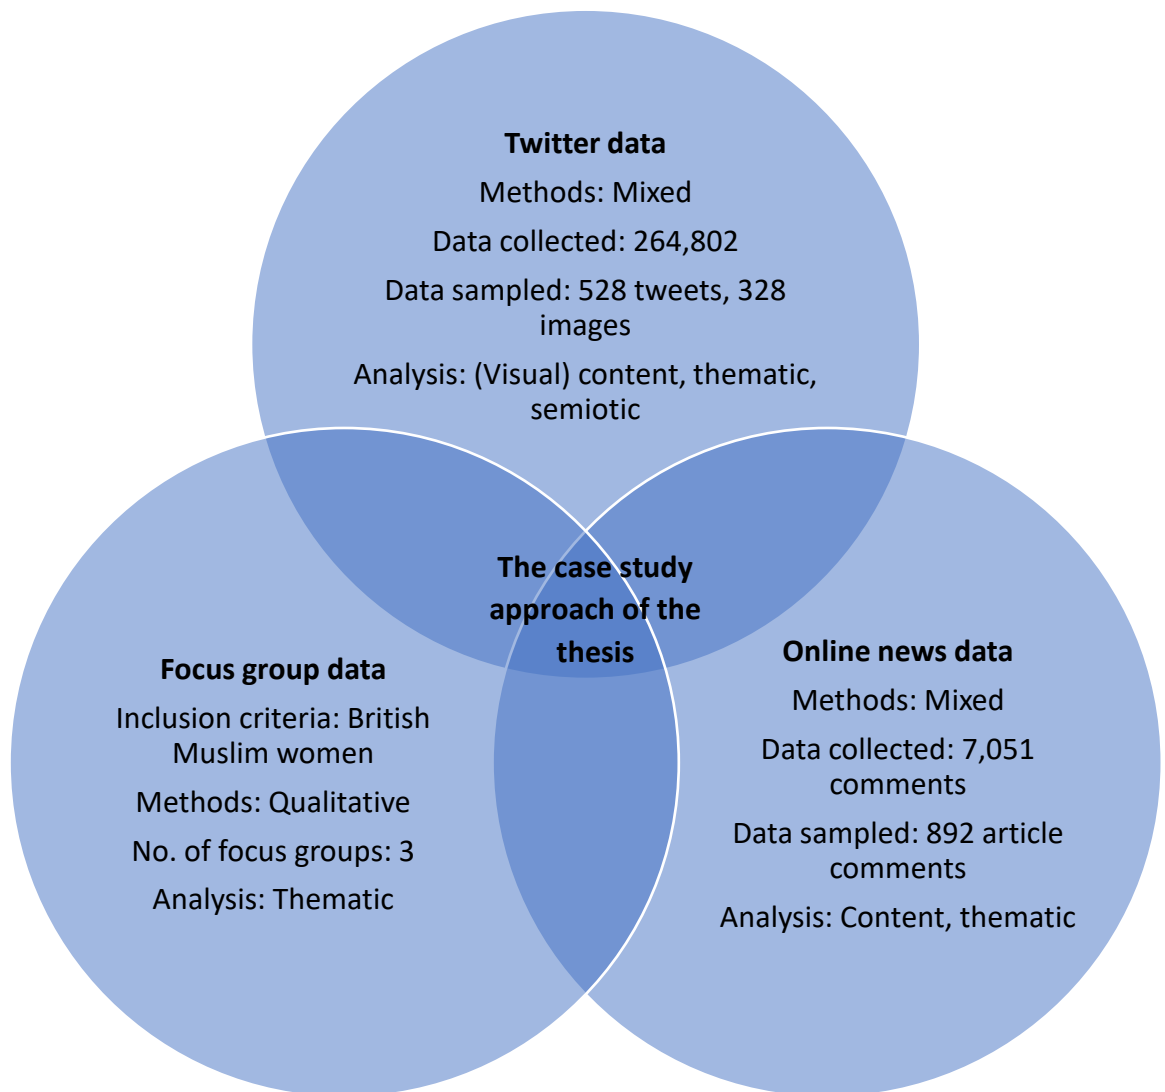 Twitter data
Methods: Mixed
Data collected: 264,802
Data sampled: 528 tweets, 328
images
Analysis: (Visual) content, thematic,
semiotic
The case study
approach of the
thesis
Focus group data
Inclusion criteria: British
Muslim women
Methods: Qualitative
No. of focus groups: 3
Analysis: Thematic
Online news data
Methods: Mixed
Data collected: 7,051
comments
Data sampled: 892 article
comments
Analysis: Content, thematic